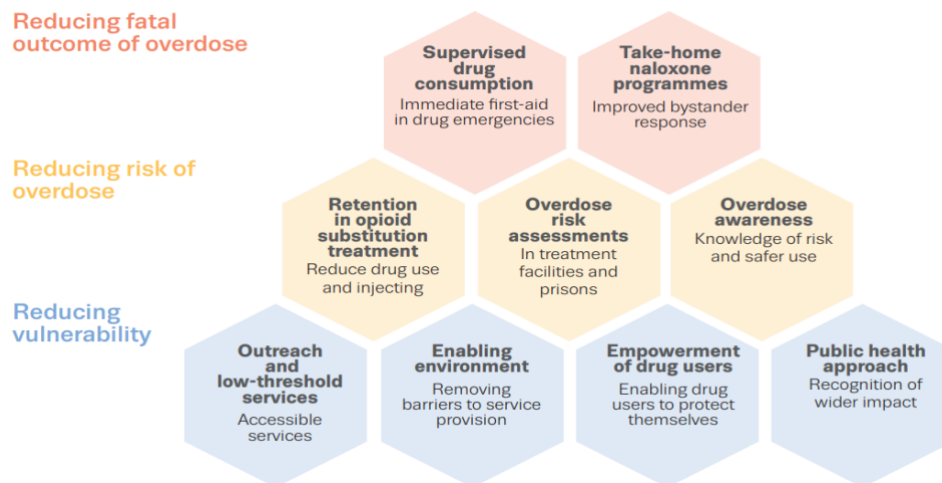 Reducing fatal
outcome of overdose
Supervised
drug
consumption
Immediate first-aid
in drug emergencies
Take-home
naloxone
programmes
Improved bystander
response
Reducing risk of
overdose
Retention
in opioid
substitution
treatment
Reduce drug use
and injecting
Overdose
risk
assessments
In treatment
facilities and
prisons
Overdose
awareness
Knowledge of risk
and safer use
Reducing
vulnerability
Outreach
and
low-threshold
services
Accessible
services
Enabling
environment
Removing
barriers to service
provision
Empowerment
of drug users
Enabling drug
users to protect
themselves
Public health
approach
Recognition of
wider impact